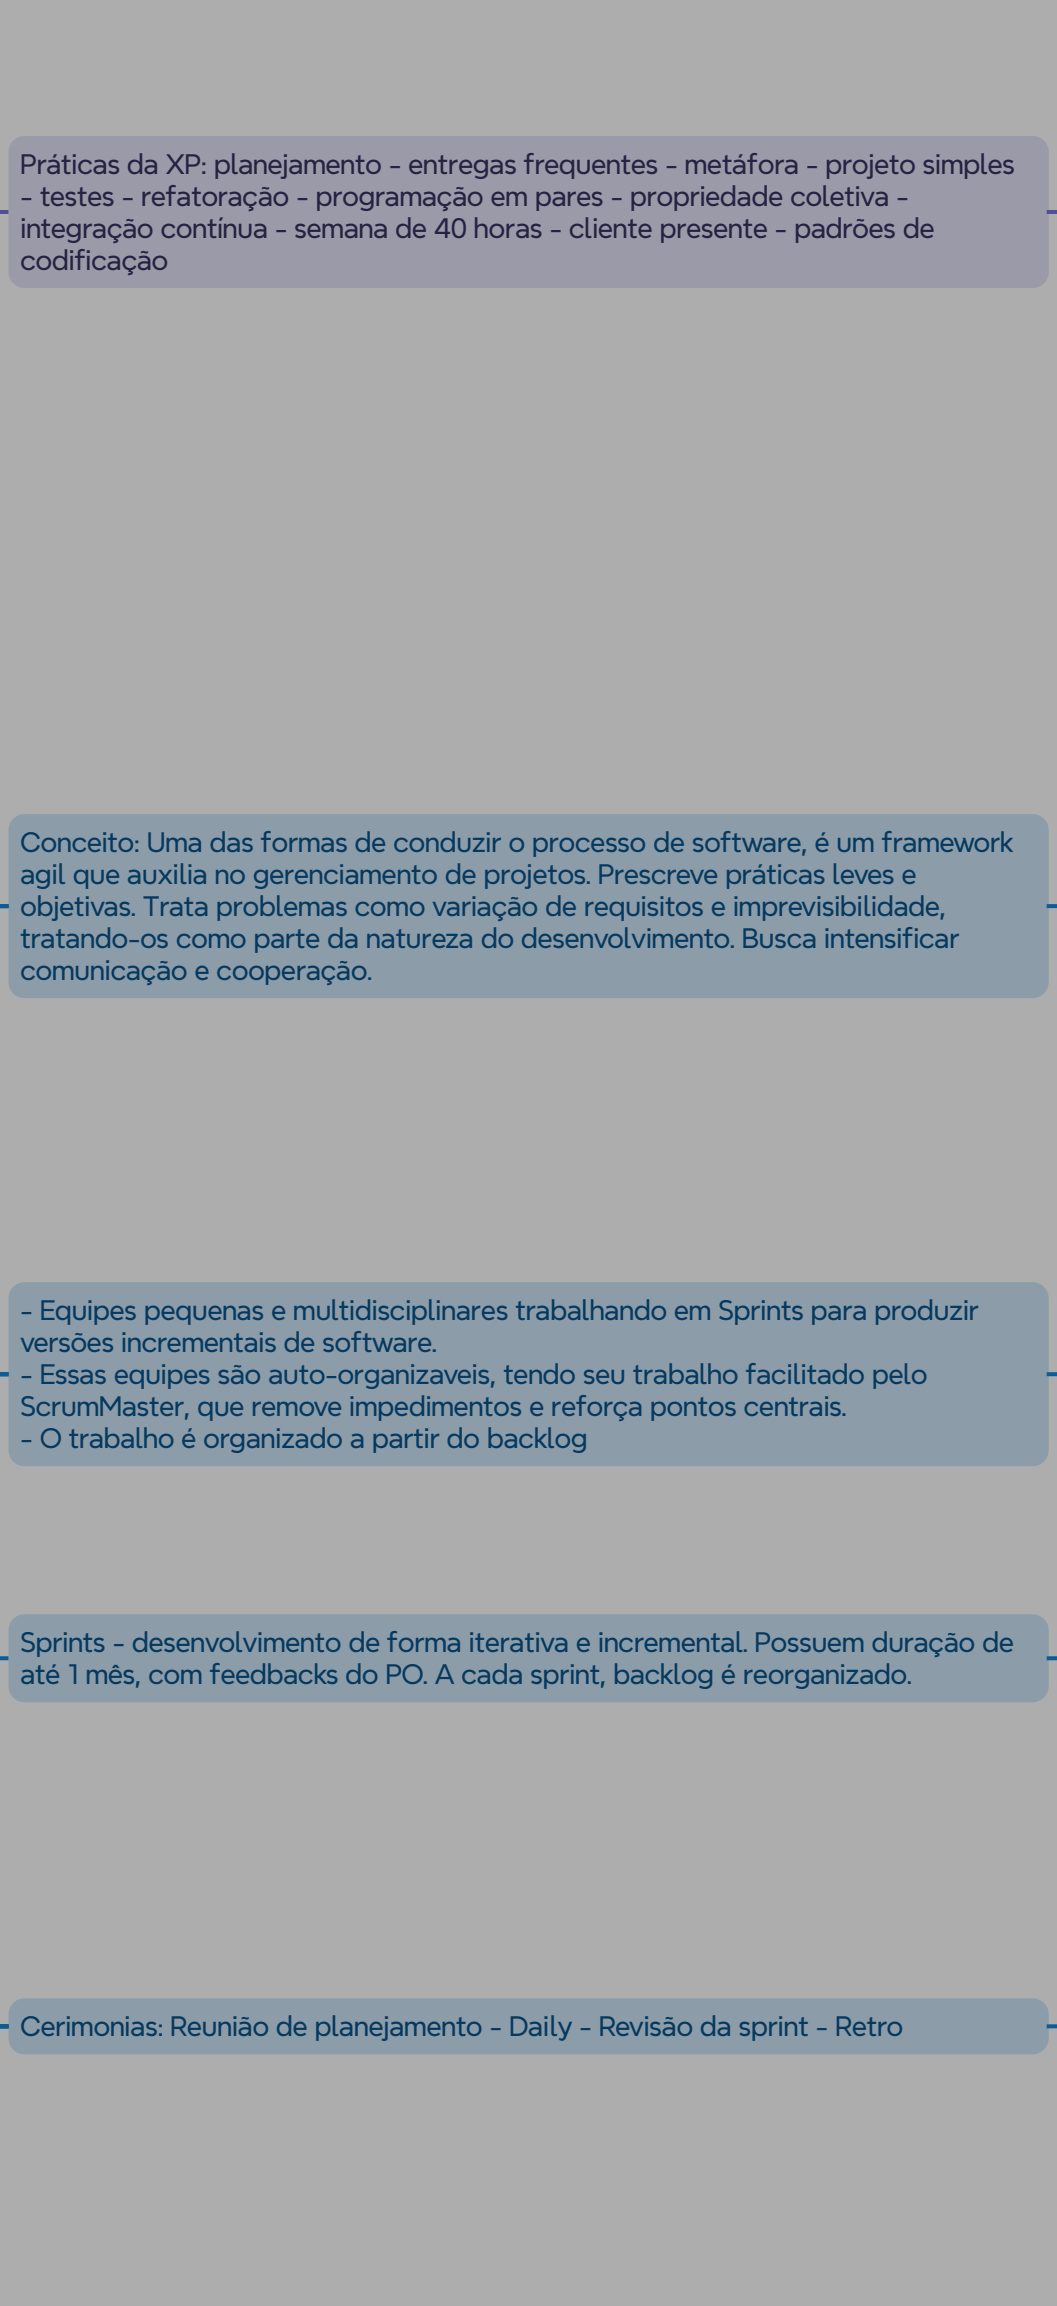 Práticas da XP: planejamento - entregas frequentes - metáfora - projeto simples
- testes - refatoração - programação em pares - propriedade coletiva -
integração contínua - semana de 40 horas - cliente presente - padrões de
codificação
Conceito: Uma das formas de conduzir o processo de software, é um framework
agil que auxilia no gerenciamento de projetos. Prescreve práticas leves e
objetivas. Trata problemas como variação de requisitos e imprevisibilidade,
tratando-os como parte da natureza do desenvolvimento. Busca intensificar
comunicação e cooperação.
- Equipes pequenas e multidisciplinares trabalhando em Sprints para produzir
versões incrementais de software.
- Essas equipes são auto-organizaveis, tendo seu trabalho facilitado pelo
ScrumMaster, que remove impedimentos e reforça pontos centrais.
- O trabalho é organizado a partir do backlog
Sprints - desenvolvimento de forma iterativa e incremental. Possuem duração de
até 1 mês, com feedbacks do PO. A cada sprint, backlog é reorganizado.
Cerimonias: Reunião de planejamento - Daily - Revisão da sprint - Retro